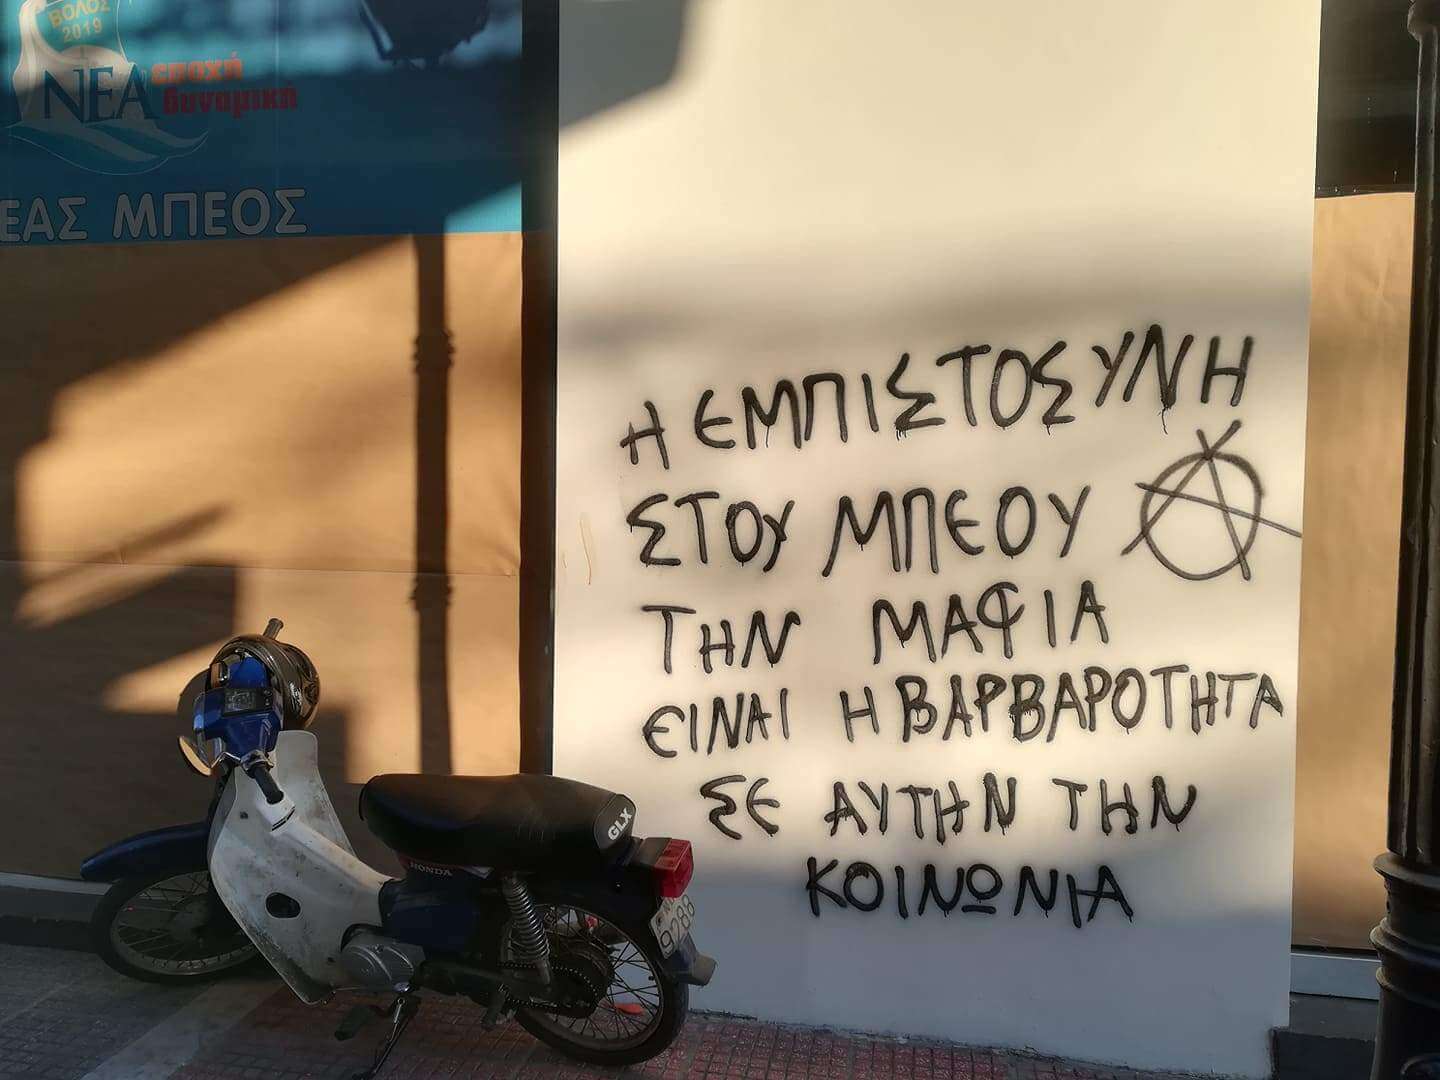 ΒΟΛΟΣ
2019
ΝΕΑ εποχή
δυναμική
ΕΑΣ ΜΠΕΟΣ
Η ΕΜΠΙΣΤΟΣΥΝΗ
ΣΤΟΥ ΜΠΕΟΥ
ΤΗΝ ΜΑΦΙΑ
ΕΙΝΑΙ Η ΒΑΡΒΑΡΟΤΗΤΑ
ΣΕ ΑΥΤΗΝ ΤΗΝ
ΚΟΙΝΩΝΙΑ
GLX
HONDA
9288